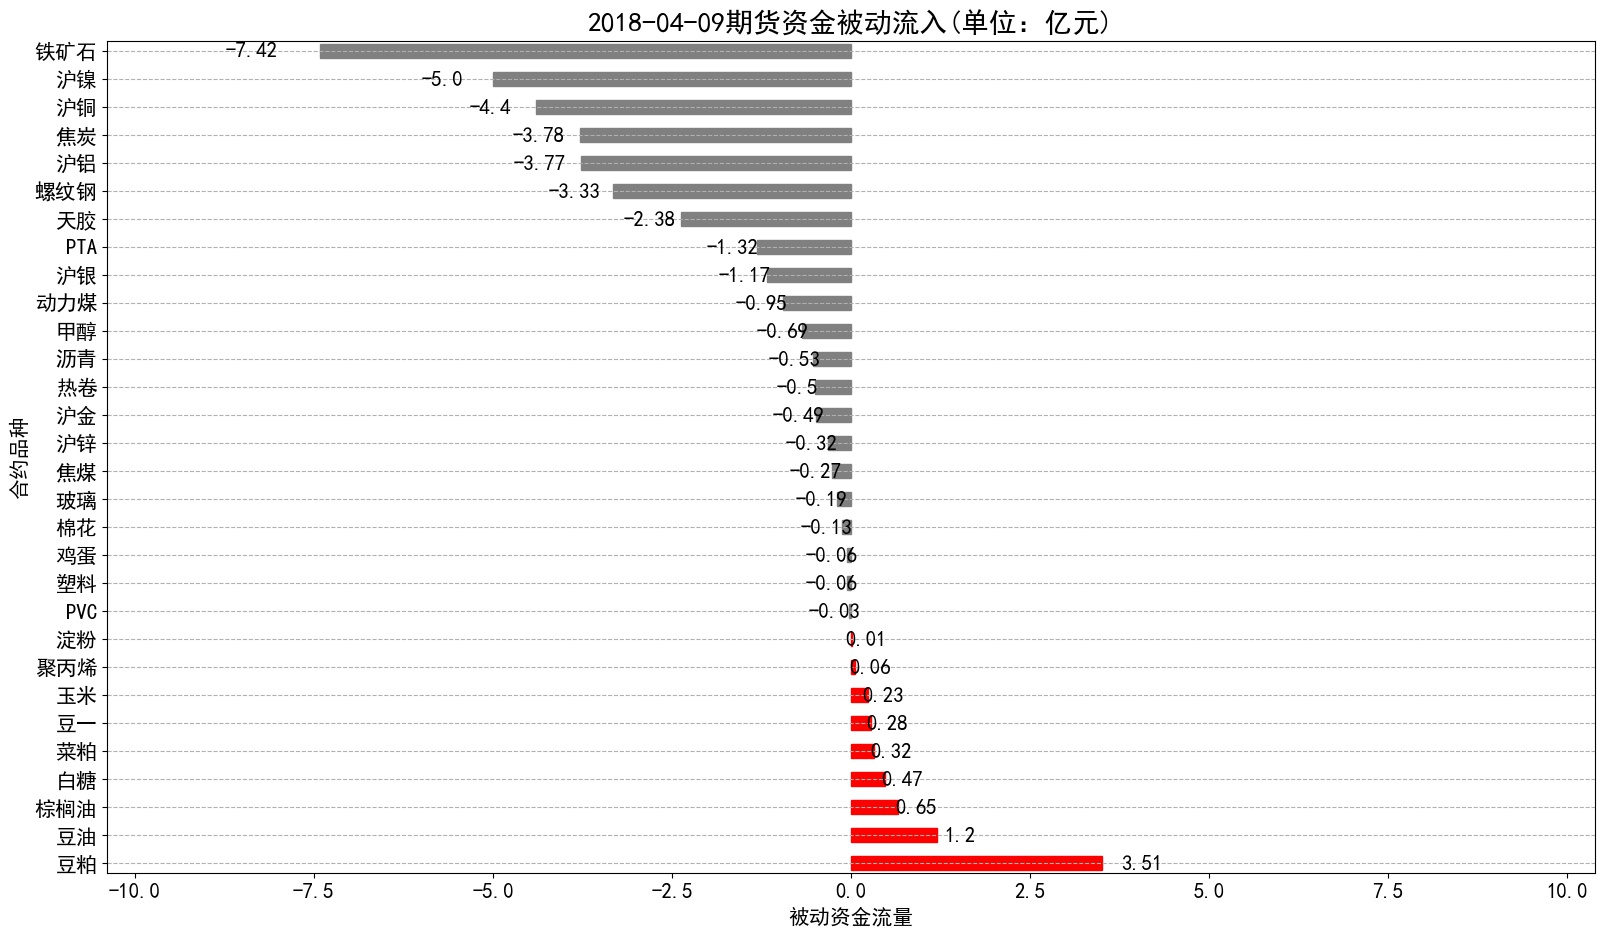 2018-04-09期货资金被动流入(单位：亿元)
铁矿石 -7.42
沪镍 -5.0
沪铜 -4.4
焦炭 -3.78
沪铝 -3.77
螺纹钢 -3.33
天胶 -2.38
PTA -1.32
沪银 -1.17
动力煤 -0.95
甲醇 -0.69
沥青 -0.53
热卷 -0.5
沪金 -0.49
沪锌 -0.32
焦煤 -0.27
玻璃 -0.19
棉花 -0.13
鸡蛋 -0.06
塑料 -0.06
PVC -0.03
淀粉 0.01
聚丙烯 0.06
玉米 0.23
豆一 0.28
菜粕 0.32
白糖 0.47
棕榈油 0.65
豆油 1.2
豆粕 3.51
合约品种
-10.0 -7.5 -5.0 -2.5 0.0 2.5 5.0 7.5 10.0
被动资金流量